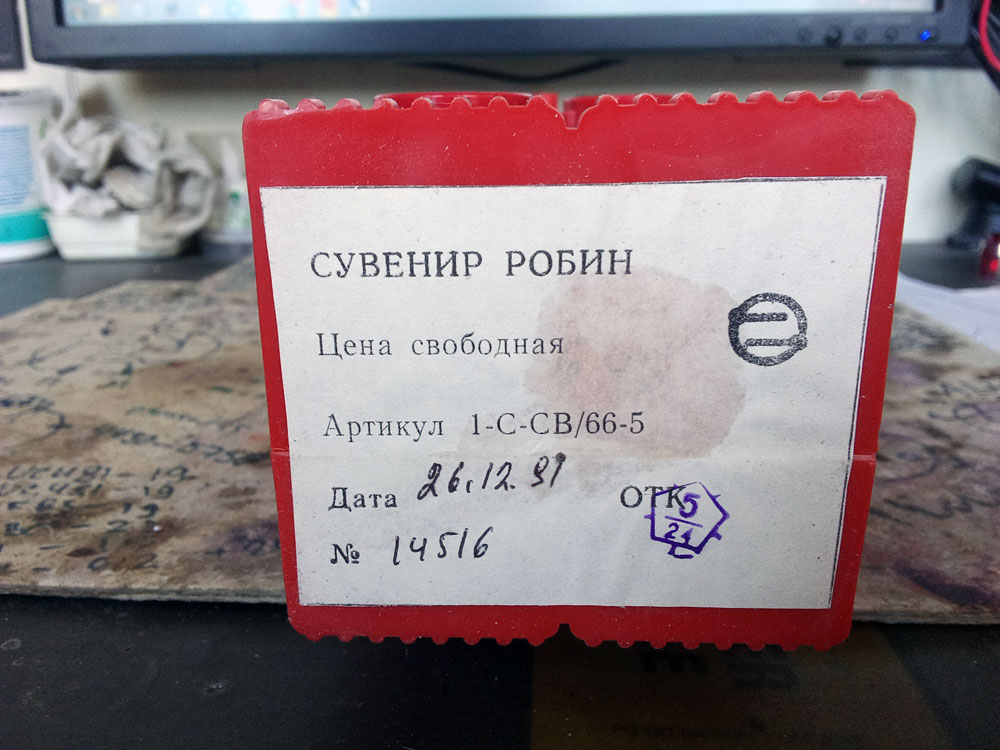 СУВЕНИР РОБИН
Цена свободная
Артикул 1-С-СВ/66-5
Дата 26.12.91 ОТК
5
21
№ 14516